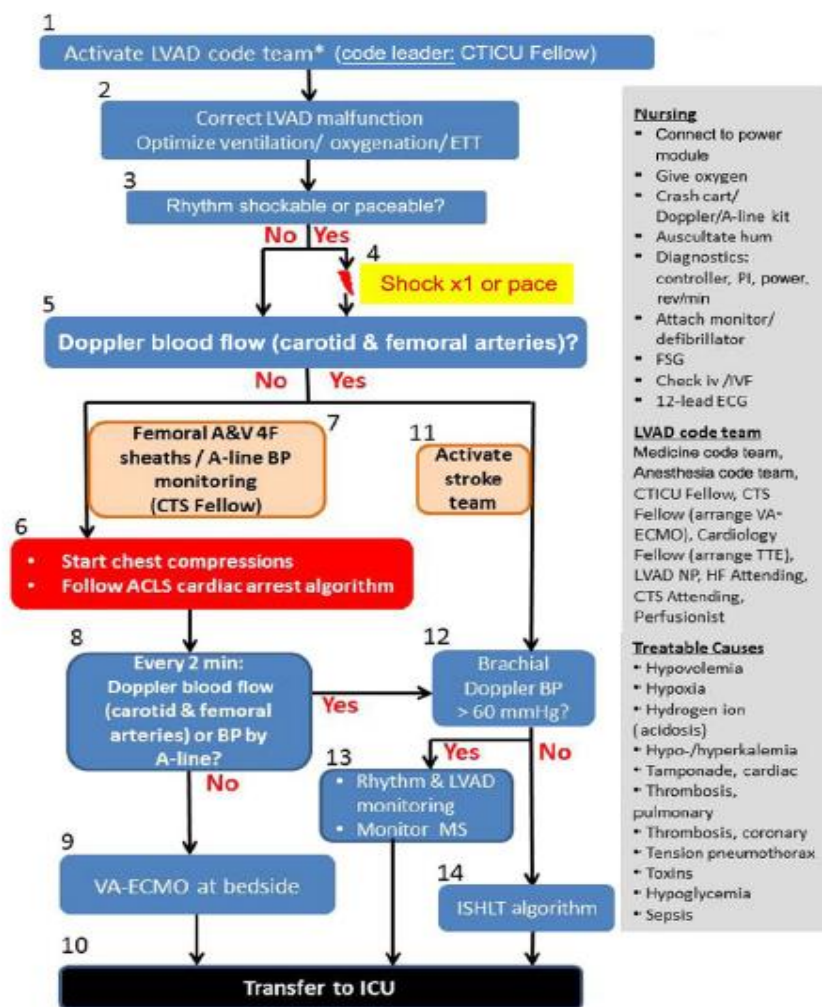 1
Activate LVAD code team* (code leader: CTICU Fellow)
2
Correct LVAD malfunction
Optimize ventilation/ oxygenation/ETT
3
Rhythm shockable or paceable?
No Yes
4
Shock x1 or pace
5
Doppler blood flow (carotid & femoral arteries)?
No Yes
7
Femoral A&V 4F
sheaths / A-line BP
monitoring
(CTS Fellow)
11
Activate
stroke
team
6
• Start chest compressions
• Follow ACLS cardiac arrest algorithm
8
Every 2 min:
Doppler blood flow
(carotid & femoral
arteries) or BP by
A-line?
Yes
No
12
Brachial
Doppler BP
> 60 mmHg?
Yes No
13
• Rhythm & LVAD
monitoring
• Monitor MS
9
VA-ECMO at bedside
14
ISHLT algorithm
10
Transfer to ICU
Nursing
▪ Connect to power
module
▪ Give oxygen
▪ Crash cart/
Doppler/A-line kit
▪ Auscultate hum
▪ Diagnostics:
controller, PI, power,
rev/min
▪ Attach monitor/
defibrillator
▪ FSG
▪ Check iv /IVF
▪ 12-lead ECG
LVAD code team
Medicine code team,
Anesthesia code team,
CTICU Fellow, CTS
Fellow (arrange VA-
ECMO), Cardiology
Fellow (arrange TTE),
LVAD NP, HF Attending,
CTS Attending,
Perfusionist
Treatable Causes
• Hypovolemia
• Hypoxia
• Hydrogen ion
(acidosis)
• Hypo-/hyperkalemia
• Tamponade, cardiac
• Thrombosis,
pulmonary
• Thrombosis, coronary
• Tension pneumothorax
• Toxins
• Hypoglycemia
• Sepsis